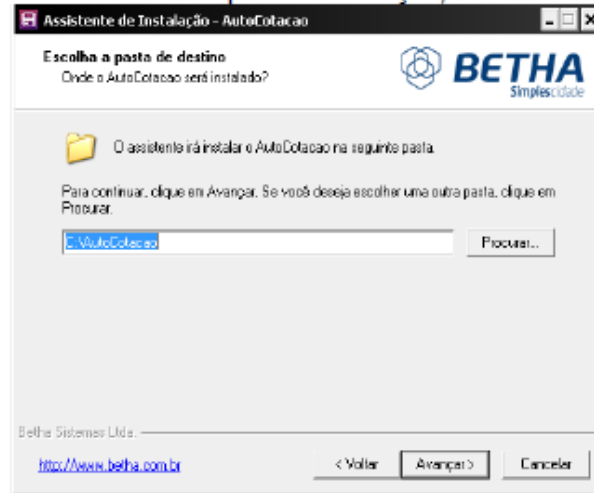 Assistente de Instalação - AutoCotacao
Escolha a pasta de destino
Onde o AutoCotacao será instalado?
BETHA
Simplescidade
O assistente irá instalar o AutoCotacao na seguinte pasta.
Para continuar, clique em Avançar. Se você deseja escolher uma outra pasta, clique em
Procurar.
C:\AutoCotacao
Procurar...
Betha Sistemas Ltda.
http://www.betha.com.br
< Voltar
Avançar >
Cancelar